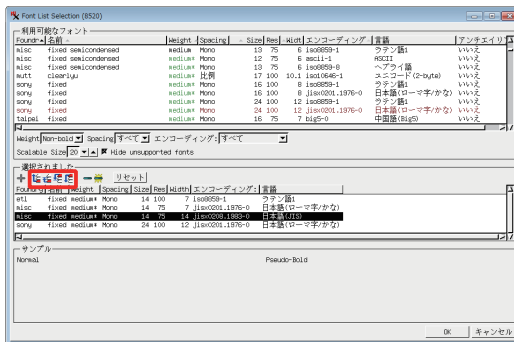 Font List Selection (8520)
利用可能なフォント
Foundry 名前 Weight Spacing Size Res Widt エンコーディング 言語 アンチエイリア
misc fixed semicondensed medium Mono 13 75 6 iso8859-1 ラテン語1 いいえ
misc fixed semicondensed medium* Mono 12 75 6 ascii-1 ASCII いいえ
misc fixed semicondensed medium Mono 13 75 6 iso8859-8 ヘブライ語 いいえ
mutt clearlyu medium* 比例 17 100 10.1 iso10646-1 ユニコード(2-byte) いいえ
sony fixed medium* Mono 16 100 8 iso8859-1 ラテン語1 いいえ
sony fixed medium* Mono 16 100 8 jisx0201.1976-0 日本語(ローマ字/かな) いいえ
sony fixed medium* Mono 24 100 12 iso8859-1 ラテン語1 いいえ
sony fixed medium* Mono 24 100 12 jisx0201.1976-0 日本語(ローマ字/かな) いいえ
taipei fixed medium* Mono 16 75 7 big5-0 中国語(Big5) いいえ
Weight Non-bold Spacing すべて エンコーディング: すべて
Scalable Size 20 Hide unsupported fonts
選択されました
リセット
Foundry 名前 Weight Spacing Size Res Width エンコーディング: 言語
etl fixed medium* Mono 14 100 7 iso8859-1 ラテン語1
misc fixed medium* Mono 14 75 7 jisx0201.1976-0 日本語(ローマ字/かな)
misc fixed medium* Mono 14 75 14 jisx0208.1983-0 日本語(JIS)
sony fixed medium* Mono 24 100 12 jisx0201.1976-0 日本語(ローマ字/かな)
サンプル
Normal Pseudo-Bold
OK キャンセル